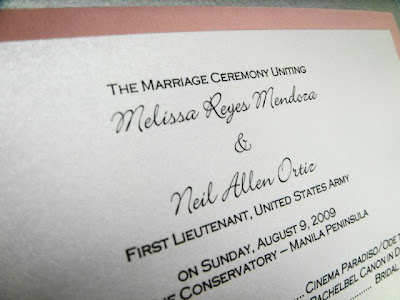 The Marriage Ceremony Uniting
Melissa Reyes Mendoza
&
Neil Allen Ortiz
First Lieutenant, United States Army
on Sunday, August 9, 2009
Conservatory – Manila Peninsula
Cinema Paradiso/Ode
Canon in D
Bridal